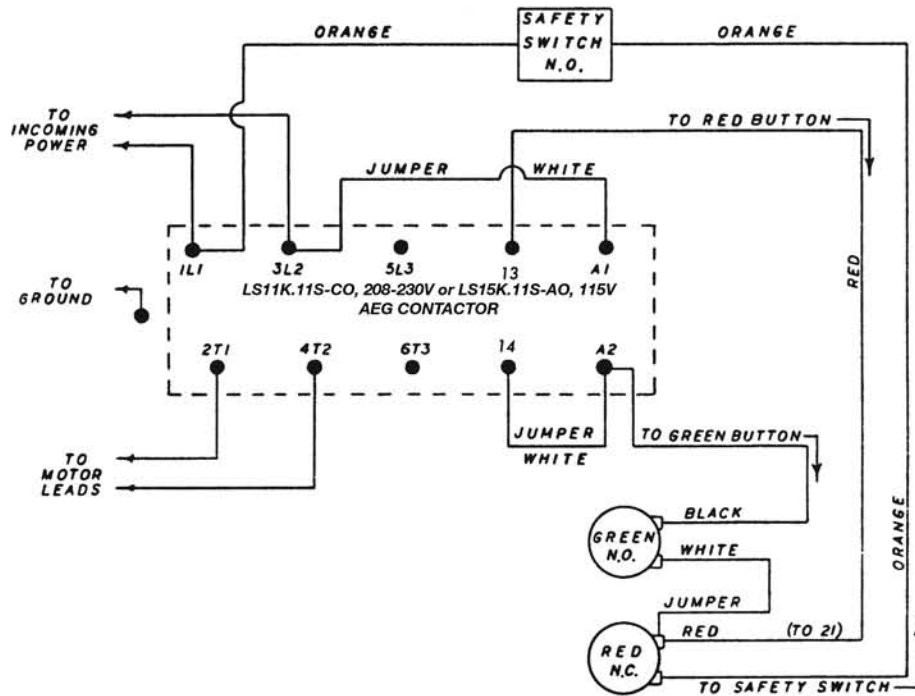 ORANGE
SAFETY
SWITCH
N.O.
ORANGE
TO
INCOMING
POWER
TO RED BUTTON
JUMPER WHITE
RED
1L1 3L2 5L3 13 A1
TO
GROUND
LS11K.11S-CO, 208-230V or LS15K.11S-AO, 115V
AEG CONTACTOR
2T1 4T2 6T3 14 A2
JUMPER
WHITE
TO GREEN BUTTON
TO
MOTOR
LEADS
BLACK
GREEN
N.O.
WHITE
ORANGE
JUMPER
RED (TO 21)
RED
N.C.
TO SAFETY SWITCH